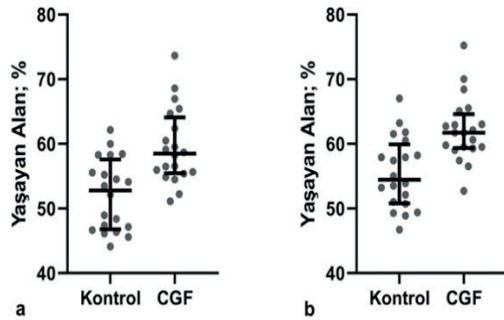 80
70
60
50
40
Yaşayan Alan; %
Kontrol
CGF
a
80
70
60
50
40
Yaşayan Alan; %
Kontrol
CGF
b